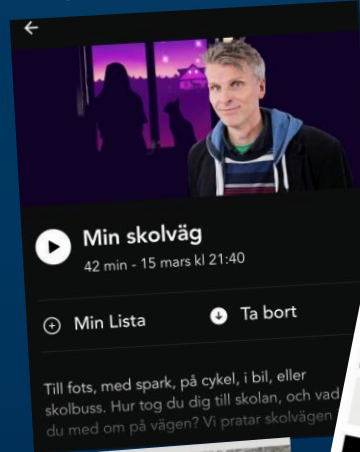 Min skolväg
42 min - 15 mars kl 21:40
Min Lista
Ta bort
Till fots, med spark, på cykel, i bil, eller
skolbuss. Hur tog du dig till skolan, och vad
du med om på vägen? Vi pratar skolvägen